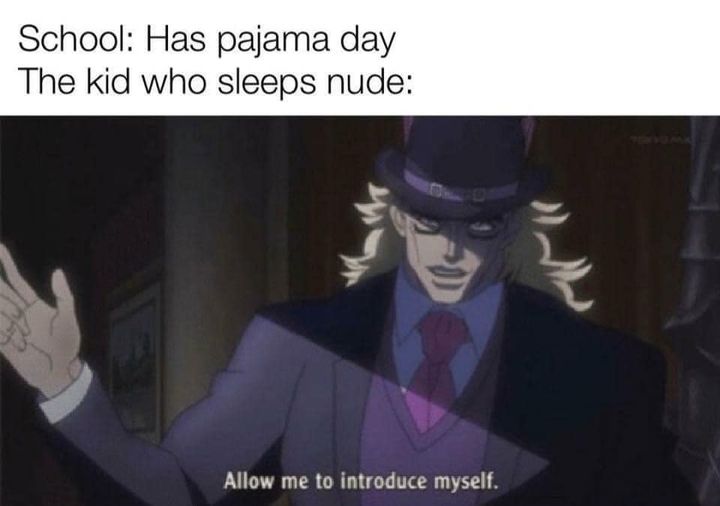 School: Has pajama day
The kid who sleeps nude:
Allow me to introduce myself.